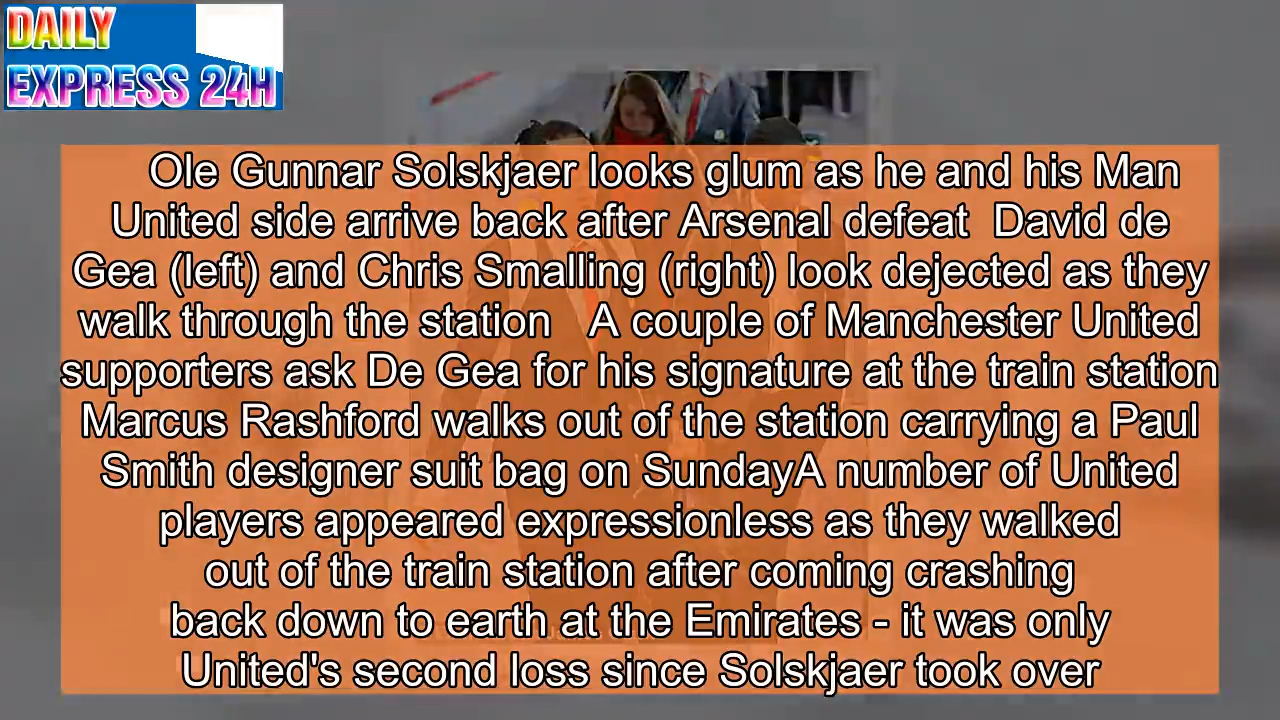 DAILY
EXPRESS 24H
Ole Gunnar Solskjaer looks glum as he and his Man
United side arrive back after Arsenal defeat  David de
Gea (left) and Chris Smalling (right) look dejected as they
walk through the station   A couple of Manchester United
supporters ask De Gea for his signature at the train station
Marcus Rashford walks out of the station carrying a Paul
Smith designer suit bag on SundayA number of United
players appeared expressionless as they walked
out of the train station after coming crashing
back down to earth at the Emirates - it was only
United's second loss since Solskjaer took over